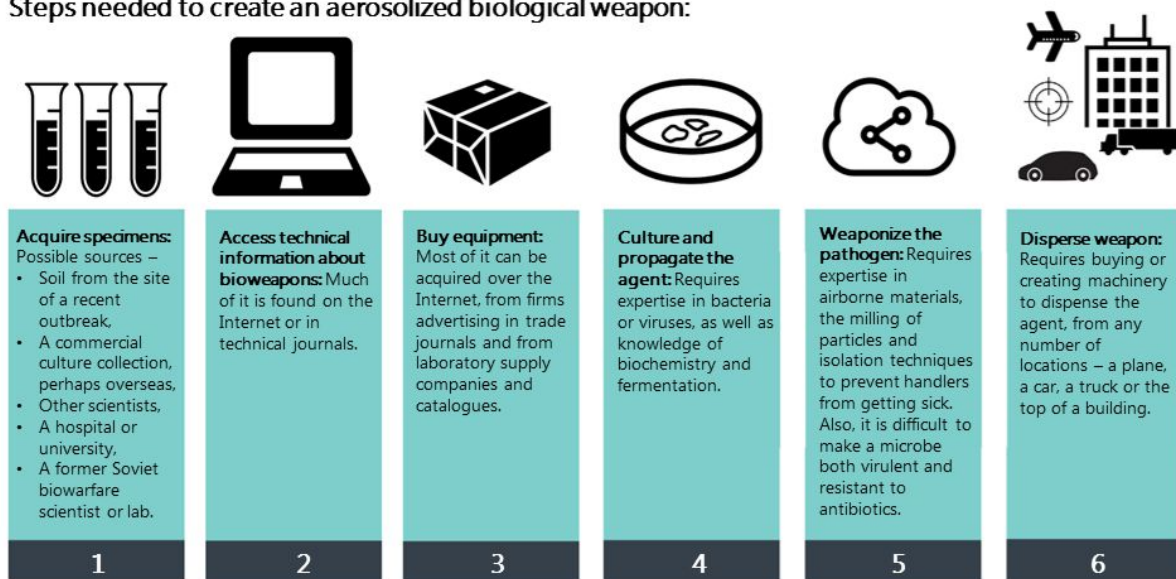 Steps needed to create an aerosolized biological weapon:
Acquire specimens:
Possible sources –
• Soil from the site
of a recent
outbreak,
• A commercial
culture collection,
perhaps overseas,
• Other scientists,
• A hospital or
university,
• A former Soviet
biowarfare
scientist or lab.
1
Access technical
information about
bioweapons: Much
of it is found on the
Internet or in
technical journals.
2
Buy equipment:
Most of it can be
acquired over the
Internet, from firms
advertising in trade
journals and from
laboratory supply
companies and
catalogues.
3
Culture and
propagate the
agent: Requires
expertise in bacteria
or viruses, as well as
knowledge of
biochemistry and
fermentation.
4
Weaponize the
pathogen: Requires
expertise in
airborne materials,
the milling of
particles and
isolation techniques
to prevent handlers
from getting sick.
Also, it is difficult to
make a microbe
both virulent and
resistant to
antibiotics.
5
Disperse weapon:
Requires buying or
creating machinery
to dispense the
agent, from any
number of
locations – a plane,
a car, a truck or the
top of a building.
6